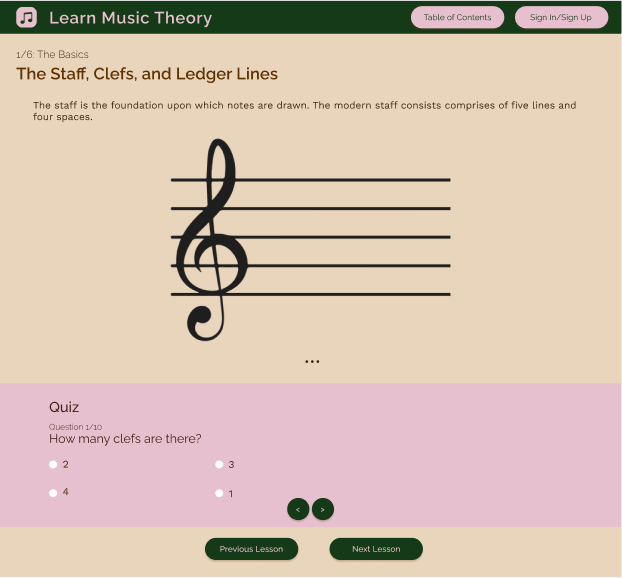 Learn Music Theory
Table of Contents
Sign In/Sign Up
1/6: The Basics
The Staff, Clefs, and Ledger Lines
The staff is the foundation upon which notes are drawn. The modern staff consists comprises of five lines and
four spaces.
...
Quiz
Question 1/10
How many clefs are there?
2
3
4
1
<
>
Previous Lesson
Next Lesson